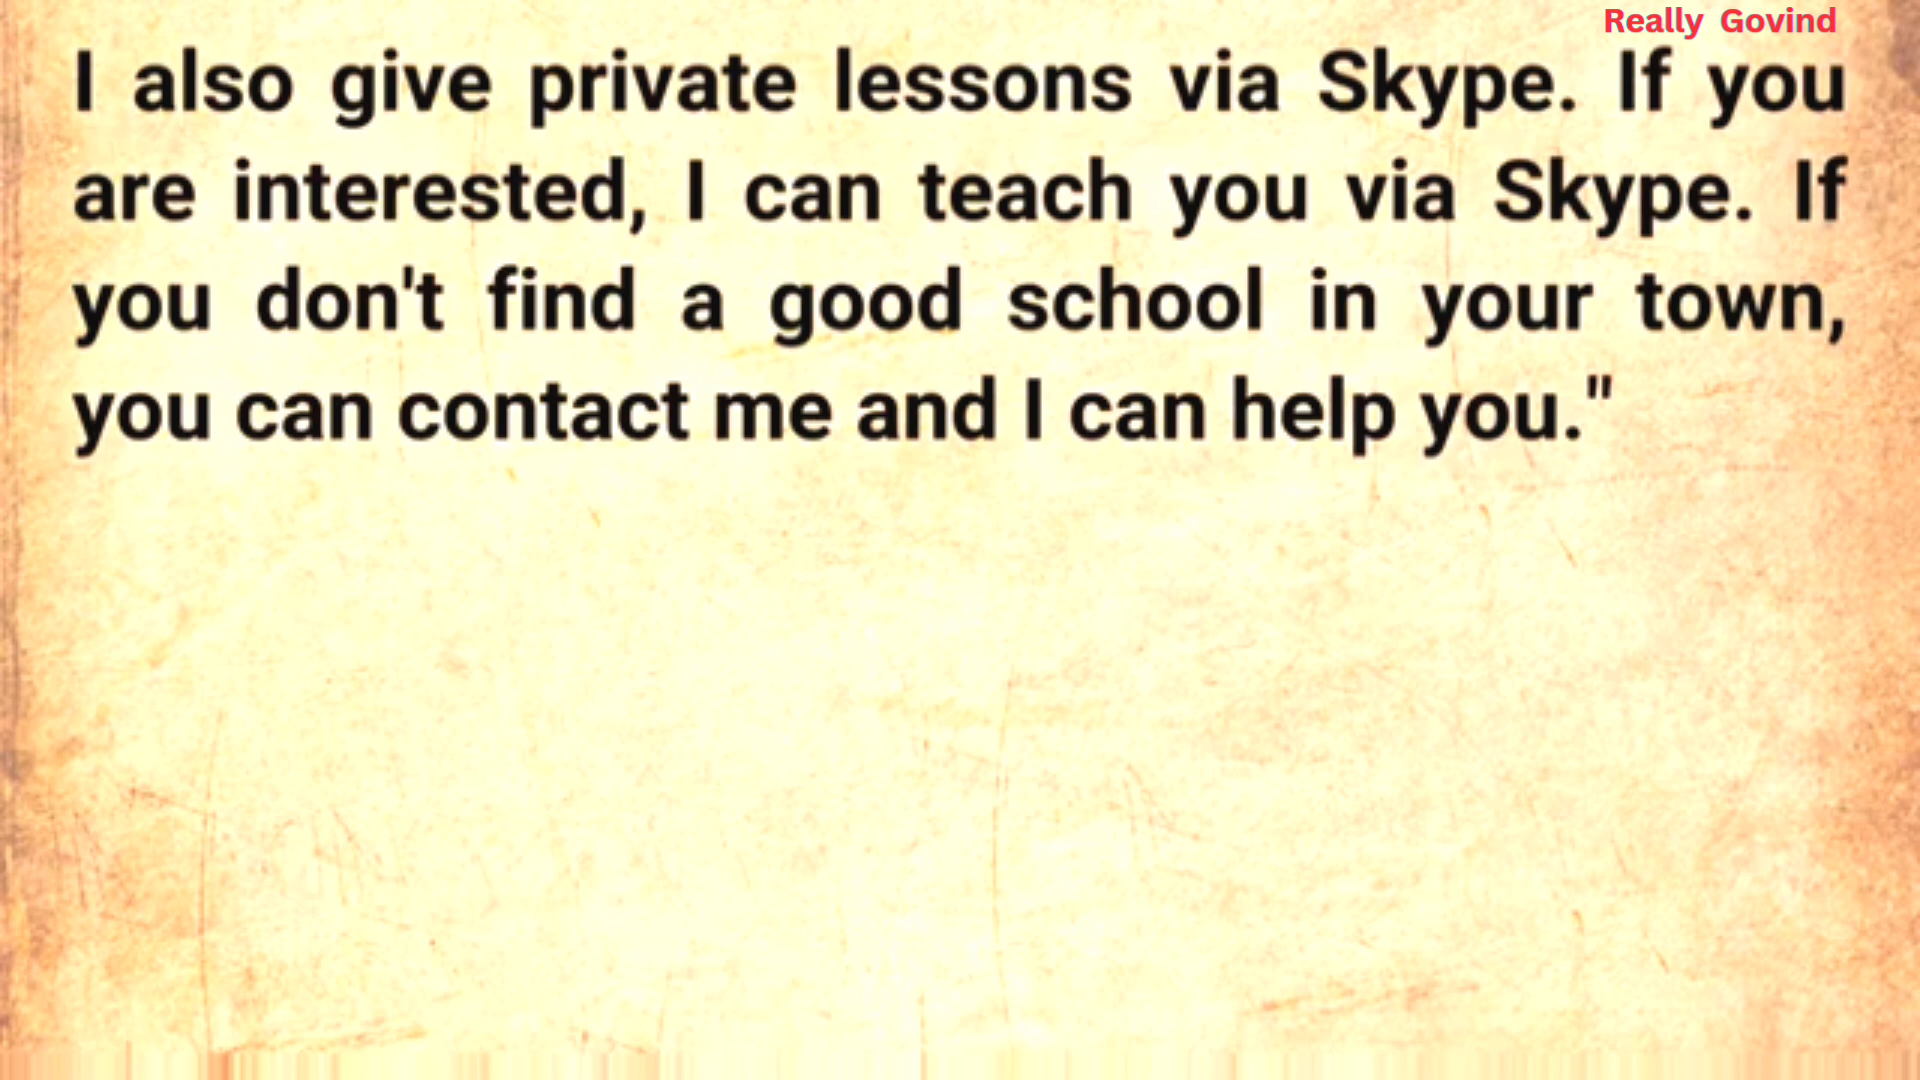 Really Govind
I also give private lessons via Skype. If you
are interested, I can teach you via Skype. If
you don't find a good school in your town,
you can contact me and I can help you."